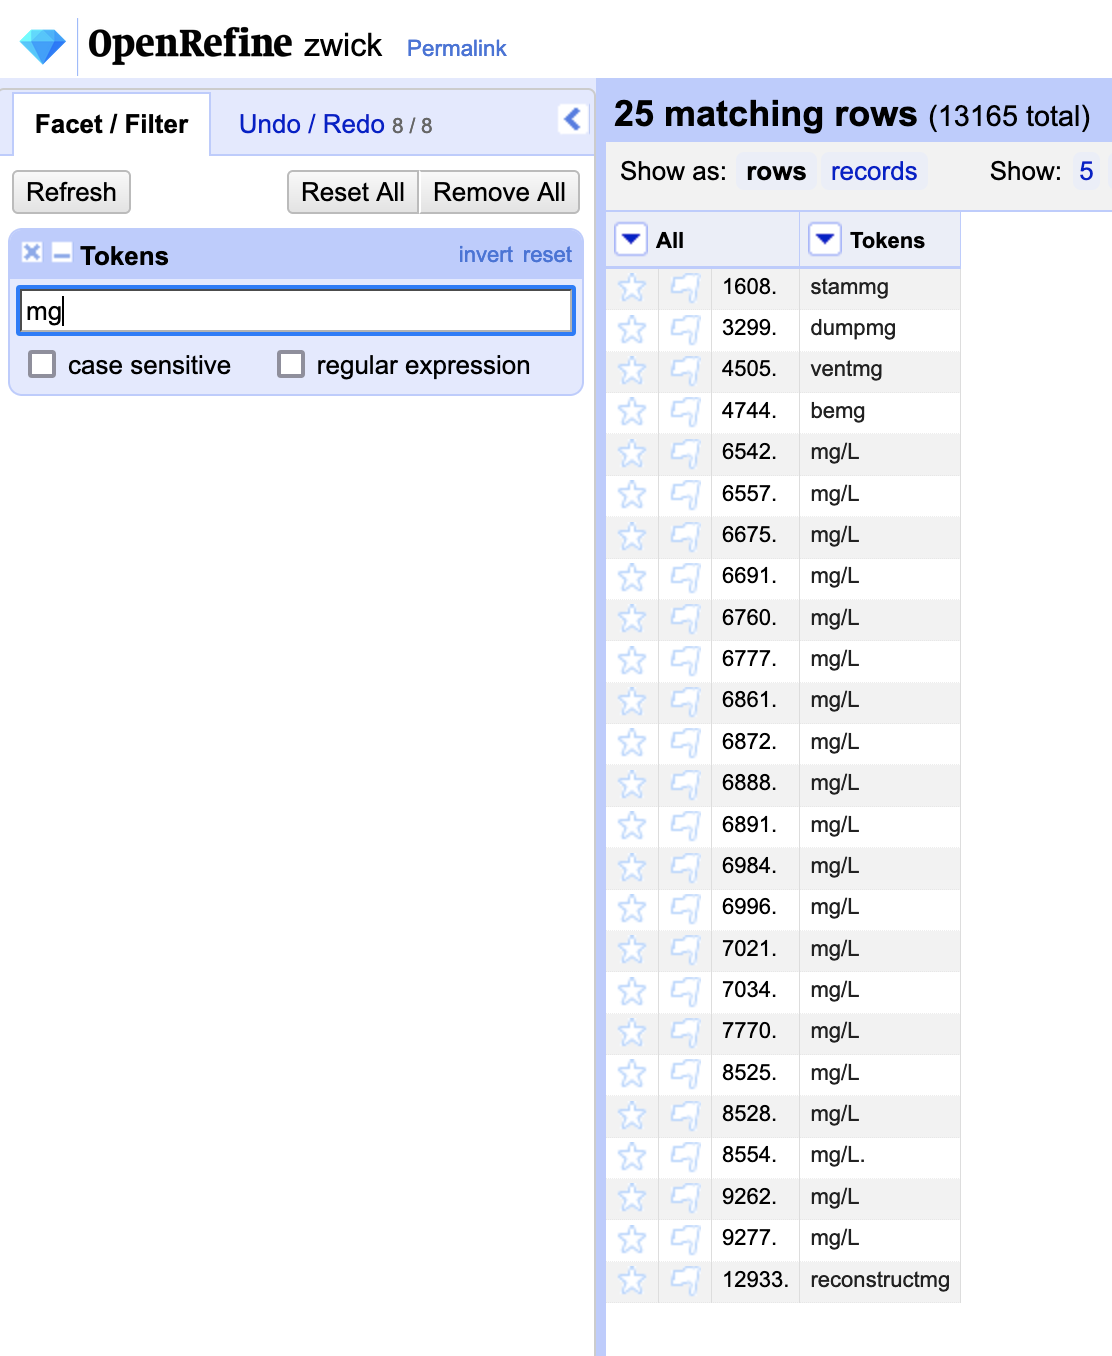 OpenRefine zwick Permalink
Facet / Filter Undo / Redo 8 / 8
25 matching rows (13165 total)
Refresh Reset All Remove All
Show as: rows records Show: 5
Tokens invert reset
mg
case sensitive regular expression
All Tokens
1608. stammg
3299. dumpmg
4505. ventmg
4744. bemg
6542. mg/L
6557. mg/L
6675. mg/L
6691. mg/L
6760. mg/L
6777. mg/L
6861. mg/L
6872. mg/L
6888. mg/L
6891. mg/L
6984. mg/L
6996. mg/L
7021. mg/L
7034. mg/L
7770. mg/L
8525. mg/L
8528. mg/L
8554. mg/L.
9262. mg/L
9277. mg/L
12933. reconstructmg